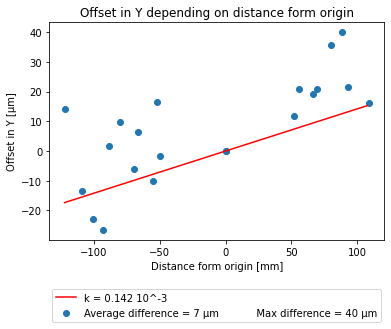 Offset in Y depending on distance form origin
Offset in Y [µm]
40
30
20
10
0
−10
−20
−100
−50
0
50
100
Distance form origin [mm]
k = 0.142 10^-3
Average difference = 7 µm Max difference = 40 µm